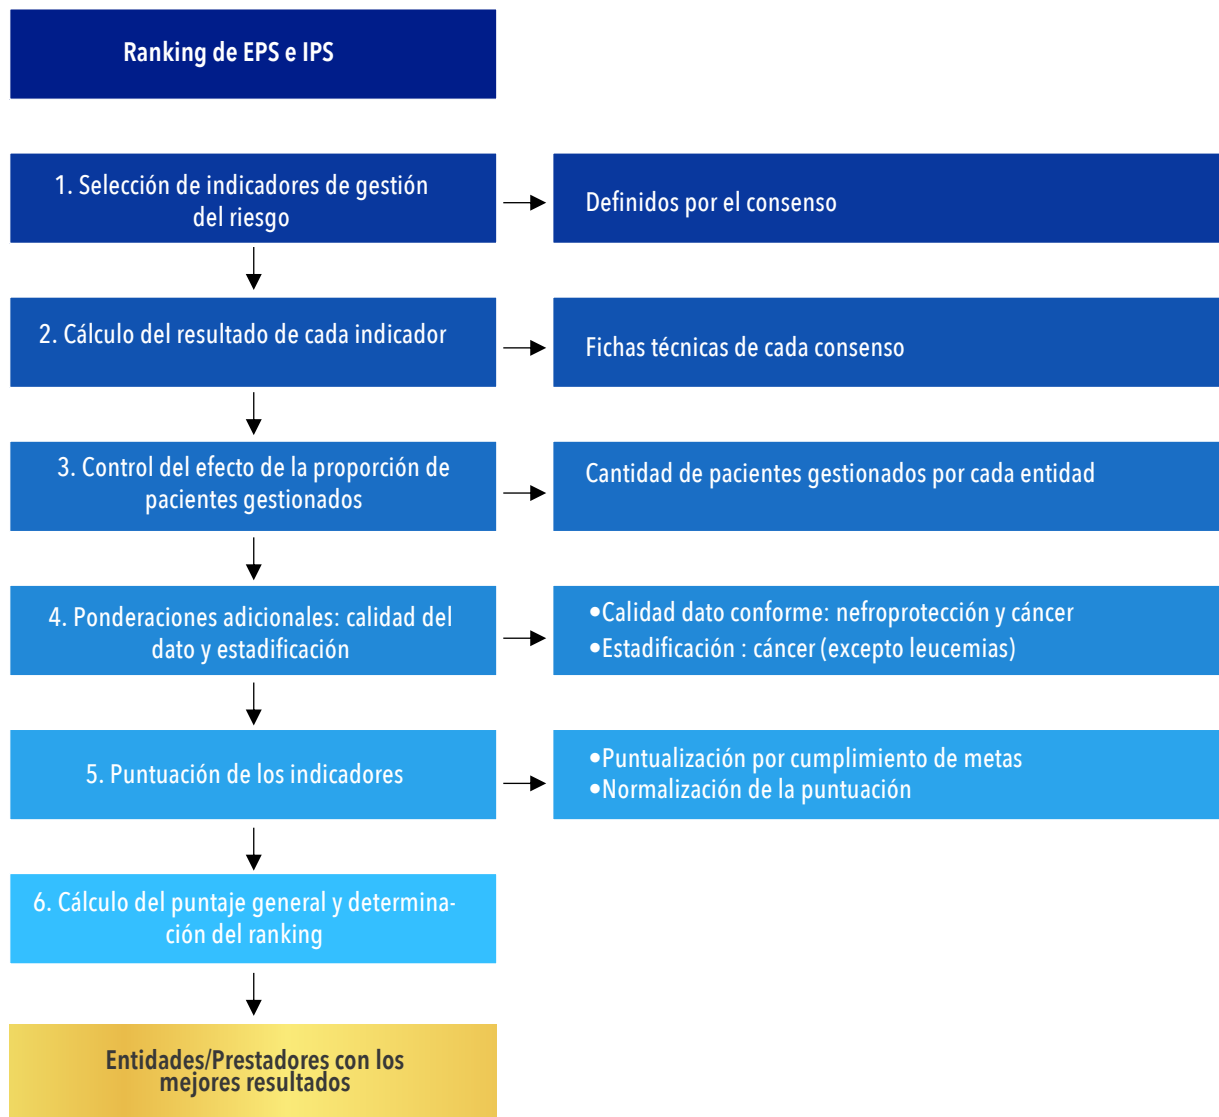 Ranking de EPS e IPS
1. Selección de indicadores de gestión
del riesgo
Definidos por el consenso
2. Cálculo del resultado de cada indicador
Fichas técnicas de cada consenso
3. Control del efecto de la proporción de
pacientes gestionados
Cantidad de pacientes gestionados por cada entidad
4. Ponderaciones adicionales: calidad del
dato y estadificación
•Calidad dato conforme: nefroprotección y cáncer
•Estadificación : cáncer (excepto leucemias)
5. Puntuación de los indicadores
•Puntualización por cumplimiento de metas
•Normalización de la puntuación
6. Cálculo del puntaje general y determina-
ción del ranking
Entidades/Prestadores con los
mejores resultados